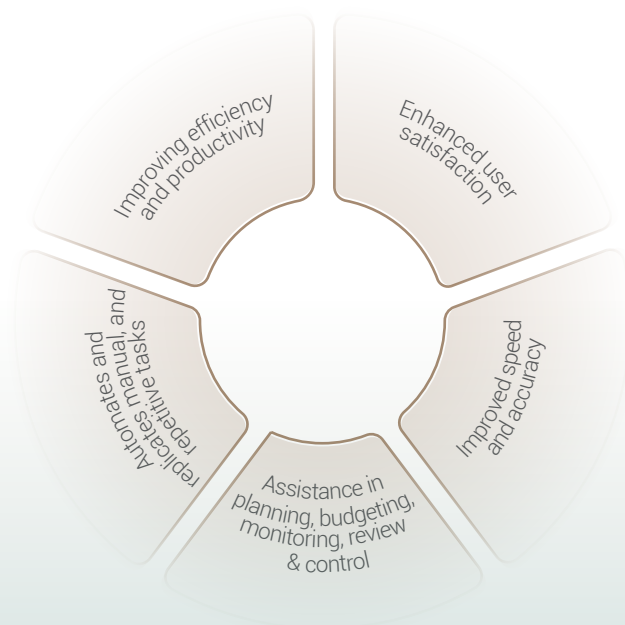 Improving efficiency
and productivity
Enhanced user
satisfaction
Improved speed
and accuracy
Assistance in
planning, budgeting,
monitoring, review
& control
Automates and
replicates manual, and
repetitive tasks